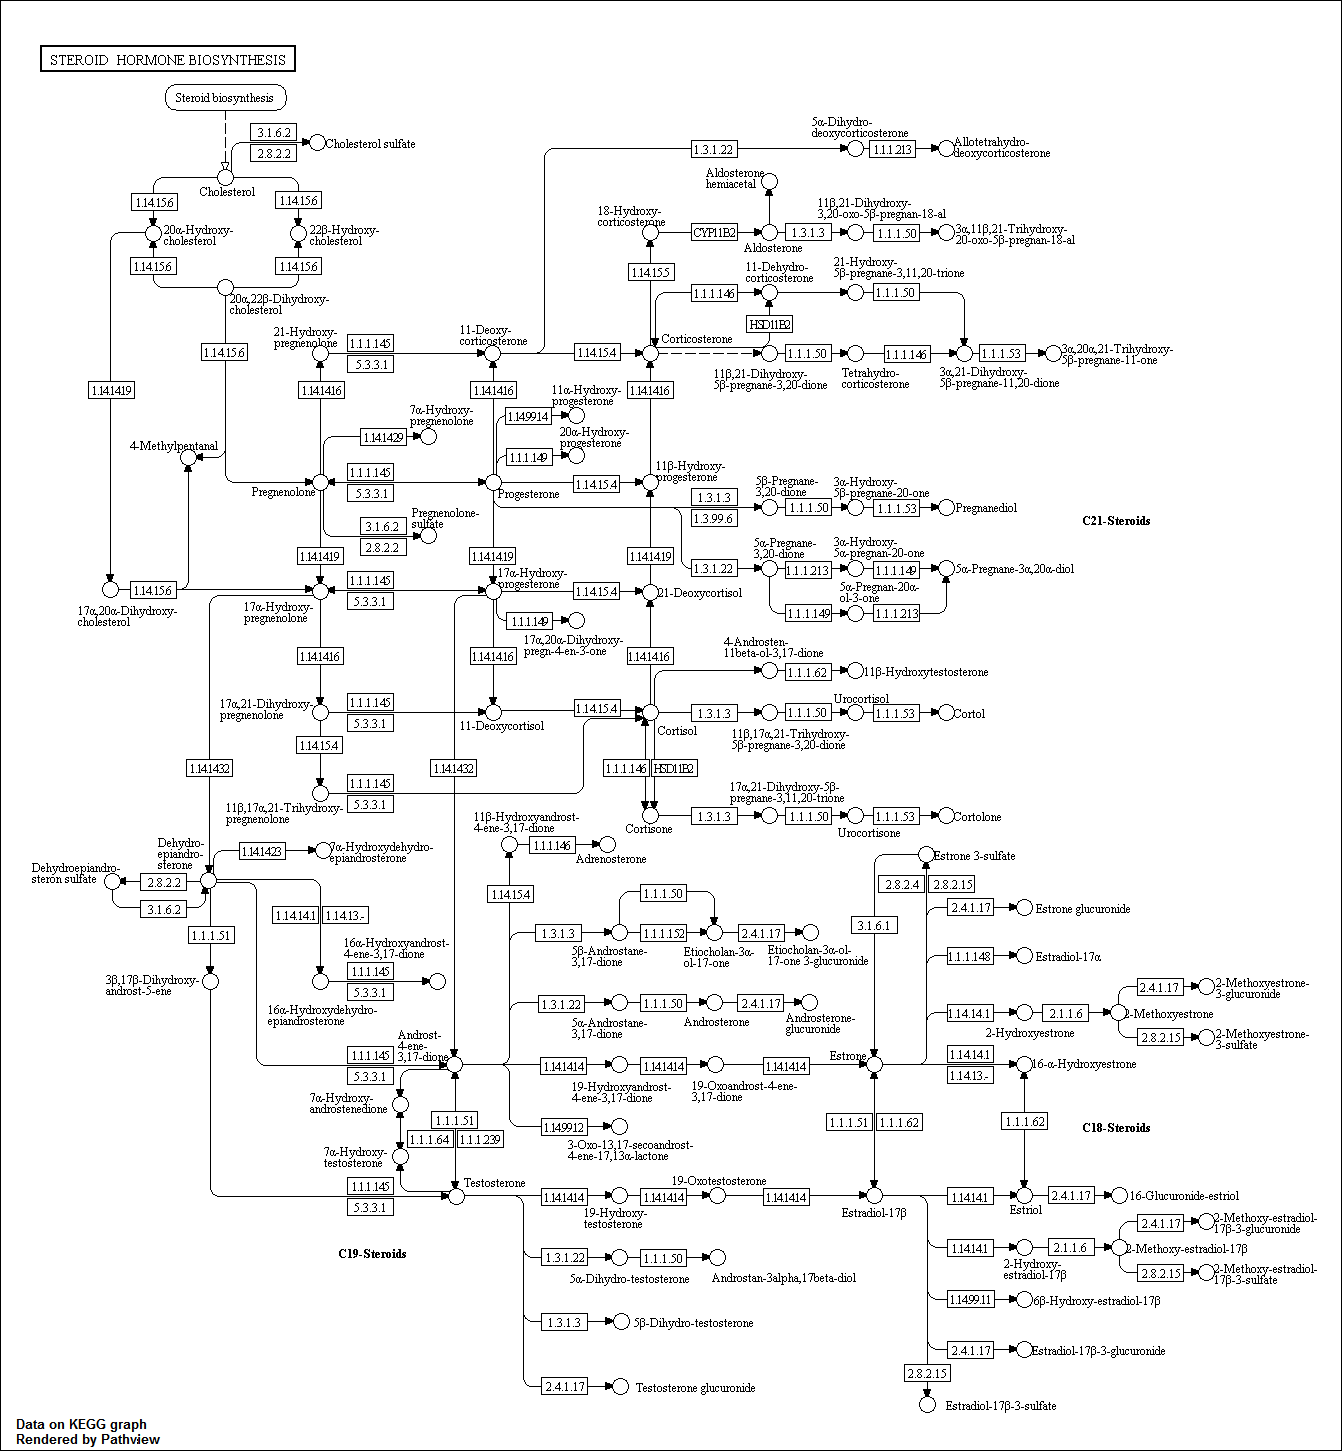 STEROID HORMONE BIOSYNTHESIS
Steroid biosynthesis
3.1.6.2
2.8.2.2
Cholesterol sulfate
Cholesterol
1.14.15.6
1.14.15.6
20α-Hydroxy-
cholesterol
22β-Hydroxy-
cholesterol
1.14.15.6
1.14.15.6
20α,22β-Dihydroxy-
cholesterol
1.14.15.6
1.14.14.19
4-Methylpentanal
17α,20α-Dihydroxy-
cholesterol
1.14.15.6
5α-Dihydro-
deoxycorticosterone
1.3.1.22
1.1.1.213
Allotetrahydro-
deoxycorticosterone
Aldosterone
hemiacetal
18-Hydroxy-
corticosterone
CYP11B2
Aldosterone
1.3.1.3
11β,21-Dihydroxy-
3,20-oxo-5β-pregnan-18-al
1.1.1.50
3α,11β,21-Trihydroxy-
20-oxo-5β-pregnan-18-al
1.14.15.5
1.1.1.146
11-Dehydro-
corticosterone
21-Hydroxy-
5β-pregnane-3,11,20-trione
1.1.1.50
HSD11B2
21-Hydroxy-
pregnenolone
1.1.1.145
5.3.3.1
11-Deoxy-
corticosterone
1.14.15.4
Corticosterone
11β,21-Dihydroxy-
5β-pregnane-3,20-dione
1.1.1.50
Tetrahydro-
corticosterone
1.1.1.146
3α,21-Dihydroxy-
5β-pregnane-11,20-dione
1.1.1.53
3α,20α,21-Trihydroxy-
5β-pregnane-11-one
1.14.14.16
1.14.14.16
1.14.14.16
7α-Hydroxy-
pregnenolone
1.14.14.29
11α-Hydroxy-
progesterone
1.14.99.14
20α-Hydroxy-
progesterone
1.1.1.149
Pregnenolone
1.1.1.145
5.3.3.1
Progesterone
1.14.15.4
11β-Hydroxy-
progesterone
Pregnenolone-
sulfate
3.1.6.2
2.8.2.2
1.3.1.3
1.3.99.6
5β-Pregnane-
3,20-dione
1.1.1.50
3α-Hydroxy-
5β-pregnane-20-one
1.1.1.53
Pregnanediol
C21-Steroids
1.14.14.19
1.14.14.19
1.14.14.19
1.3.1.22
5α-Pregnane-
3,20-dione
1.1.1.213
3α-Hydroxy-
5α-pregnan-20-one
1.1.1.149
5α-Pregnane-3α,20α-diol
5α-Pregnan-20α-
ol-3-one
1.1.1.149
1.1.1.213
17α-Hydroxy-
pregnenolone
1.1.1.145
5.3.3.1
17α-Hydroxy-
progesterone
1.14.15.4
21-Deoxycortisol
1.1.1.149
17α,20α-Dihydroxy-
pregn-4-en-3-one
1.14.14.16
1.14.14.16
1.14.14.16
4-Androsten-
11beta-ol-3,17-dione
1.1.1.62
11β-Hydroxytestosterone
17α,21-Dihydroxy-
pregnenolone
1.1.1.145
5.3.3.1
11-Deoxycortisol
1.14.15.4
Cortisol
1.3.1.3
11β,17α,21-Trihydroxy-
5β-pregnane-3,20-dione
1.1.1.50
Urocortisol
1.1.1.53
Cortol
1.14.15.4
1.14.14.32
1.14.14.32
1.1.1.146
HSD11B2
11β,17α,21-Trihydroxy-
pregnenolone
1.1.1.145
5.3.3.1
Cortisone
1.3.1.3
17α,21-Dihydroxy-5β-
pregnane-3,11,20-trione
1.1.1.50
Urocortisone
1.1.1.53
Cortolone
Dehydro-
epiandro-
sterone
1.14.14.23
7α-Hydroxydehydro-
epiandrosterone
Dehydroepiandro-
steron sulfate
2.8.2.2
3.1.6.2
1.1.1.51
1.14.14.1
1.14.13.-
11β-Hydroxyandrost-
4-ene-3,17-dione
1.1.1.146
Adrenosterone
1.14.15.4
Estrone 3-sulfate
2.8.2.4
2.8.2.15
3.1.6.1
2.4.1.17
Estrone glucuronide
1.1.1.148
Estradiol-17α
16α-Hydroxyandrost-
4-ene-3,17-dione
1.1.1.145
5.3.3.1
16α-Hydroxydehydro-
epiandrosterone
3β,17β-Dihydroxy-
androst-5-ene
1.1.1.50
1.3.1.3
5β-Androstane-
3,17-dione
1.1.1.152
Etiocholan-3α-
ol-17-one
2.4.1.17
Etiocholan-3α-ol-
17-one 3-glucuronide
1.3.1.22
5α-Androstane-
3,17-dione
1.1.1.50
Androsterone
2.4.1.17
Androsterone-
glucuronide
1.14.14.1
2-Hydroxyestrone
2.1.1.6
2-Methoxyestrone
2.4.1.17
2-Methoxyestrone-
3-glucuronide
2.8.2.15
2-Methoxyestrone-
3-sulfate
Androst-
4-ene-
3,17-dione
1.1.1.145
5.3.3.1
1.14.14.14
19-Hydroxyandrost-
4-ene-3,17-dione
1.14.14.14
19-Oxoandrost-4-ene-
3,17-dione
1.14.14.14
Estrone
1.14.14.1
1.14.13.-
16-α-Hydroxyestrone
7α-Hydroxy-
androstenedione
1.1.1.51
1.1.1.64
1.1.1.239
7α-Hydroxy-
testosterone
1.14.99.12
3-Oxo-13,17-secoandrost-
4-ene-17,13α-lactone
1.1.1.51
1.1.1.62
1.1.1.62
C18-Steroids
1.1.1.145
5.3.3.1
Testosterone
1.14.14.14
19-Hydroxy-
testosterone
1.14.14.14
19-Oxotestosterone
1.14.14.14
Estradiol-17β
1.14.14.1
Estriol
2.4.1.17
16-Glucuronide-estriol
C19-Steroids
1.3.1.22
5α-Dihydro-testosterone
1.1.1.50
Androstan-3alpha,17beta-diol
1.14.14.1
2-Hydroxy-
estradiol-17β
2.1.1.6
2-Methoxy-estradiol-17β
2.4.1.17
2-Methoxy-estradiol-
17β-3-glucuronide
2.8.2.15
2-Methoxy-estradiol-
17β-3-sulfate
1.3.1.3
5β-Dihydro-testosterone
1.14.99.11
6β-Hydroxy-estradiol-17β
2.4.1.17
Estradiol-17β-3-glucuronide
2.4.1.17
Testosterone glucuronide
2.8.2.15
Estradiol-17β-3-sulfate
Data on KEGG graph
Rendered by Pathview